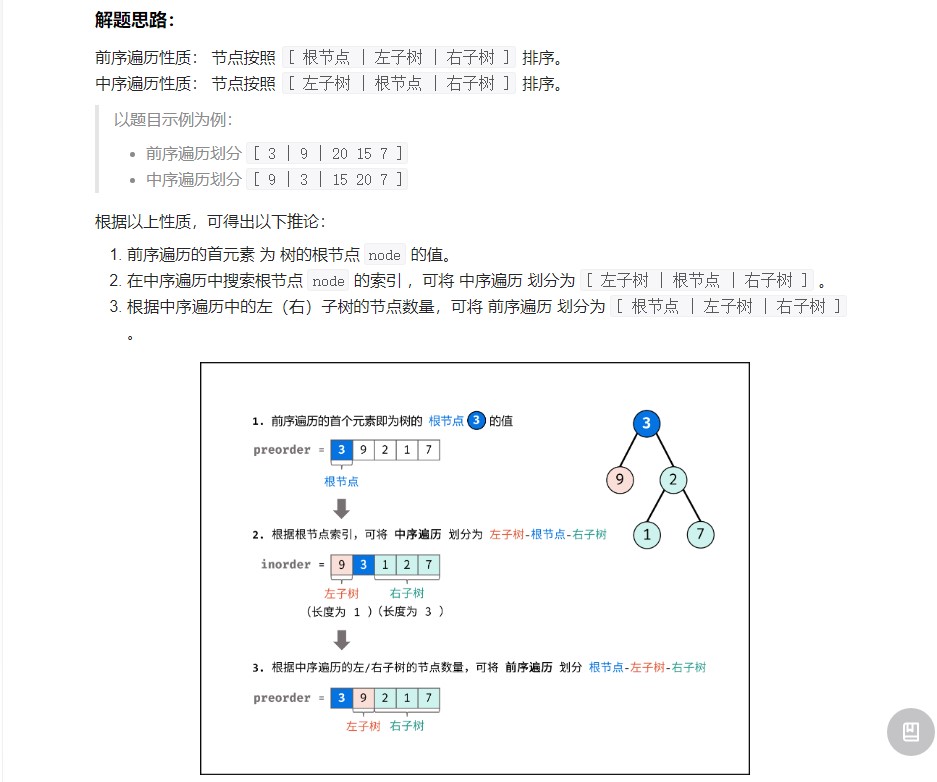 解题思路：
前序遍历性质： 节点按照 [ 根节点 | 左子树 | 右子树 ] 排序。
中序遍历性质： 节点按照 [ 左子树 | 根节点 | 右子树 ] 排序。
以题目示例为例：
• 前序遍历划分 [ 3 | 9 | 20 15 7 ]
• 中序遍历划分 [ 9 | 3 | 15 20 7 ]
根据以上性质，可得出以下推论：
1. 前序遍历的首元素 为 树的根节点 node 的值。
2. 在中序遍历中搜索根节点 node 的索引 ，可将 中序遍历 划分为 [ 左子树 | 根节点 | 右子树 ] 。
3. 根据中序遍历中的左（右）子树的节点数量，可将 前序遍历 划分为 [ 根节点 | 左子树 | 右子树 ]
。
1. 前序遍历的首个元素即为树的 根节点 3 的值
preorder = 3 9 2 1 7
根节点
2. 根据根节点索引，可将 中序遍历 划分为 左子树-根节点-右子树
inorder = 9 3 1 2 7
左子树 右子树
（长度为 1 ）（长度为 3 ）
3. 根据中序遍历的左/右子树的节点数量，可将 前序遍历 划分 根节点-左子树-右子树
preorder = 3 9 2 1 7
左子树 右子树
3
9 2
1 7